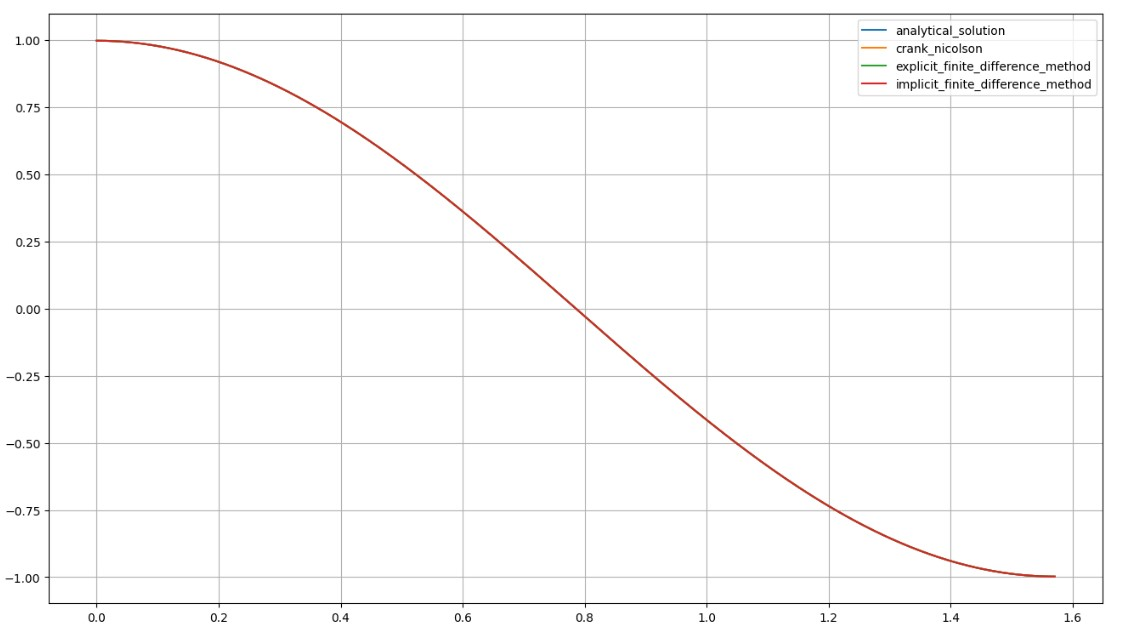 analytical_solution
crank_nicolson
explicit_finite_difference_method
implicit_finite_difference_method
1.00
0.75
0.50
0.25
0.00
−0.25
−0.50
−0.75
−1.00
0.0 0.2 0.4 0.6 0.8 1.0 1.2 1.4 1.6